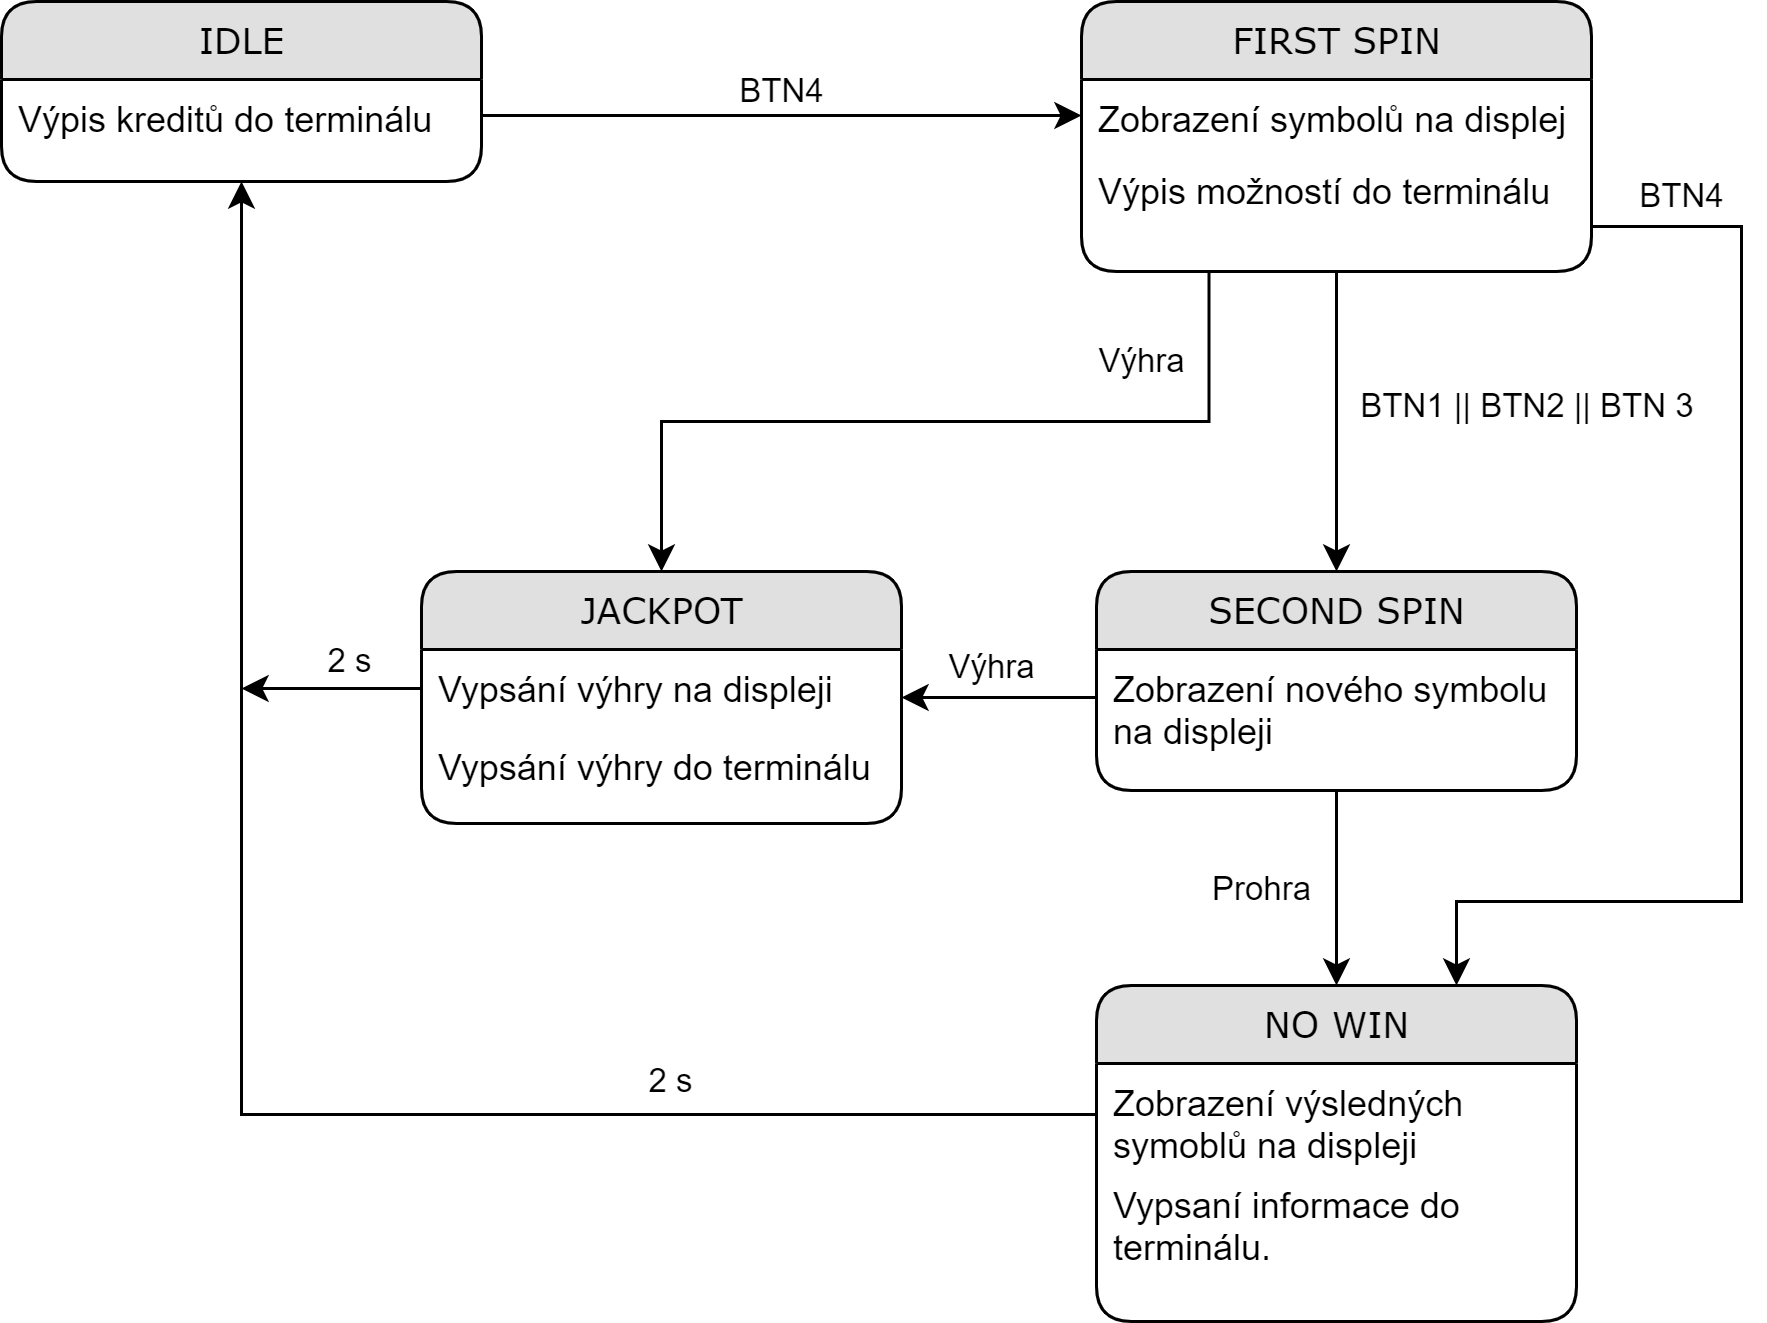 IDLE
Výpis kreditů do terminálu
BTN4
FIRST SPIN
Zobrazení symbolů na displej
Výpis možností do terminálu
BTN4
Výhra
BTN1 || BTN2 || BTN 3
JACKPOT
Vypsání výhry na displeji
Vypsání výhry do terminálu
2 s
Výhra
SECOND SPIN
Zobrazení nového symbolu
na displeji
Prohra
2 s
NO WIN
Zobrazení výsledných
symoblů na displeji
Vypsaní informace do
terminálu.